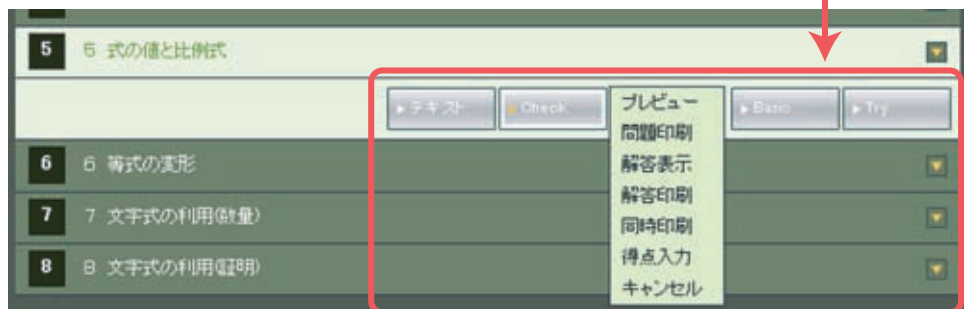 5 5 式の値と比例式
テキスト Check プレビュー Basic Try
問題印刷
解答表示
解答印刷
同時印刷
得点入力
キャンセル
6 6 等式の変形
7 7 文字式の利用(数量)
8 8 文字式の利用(証明)